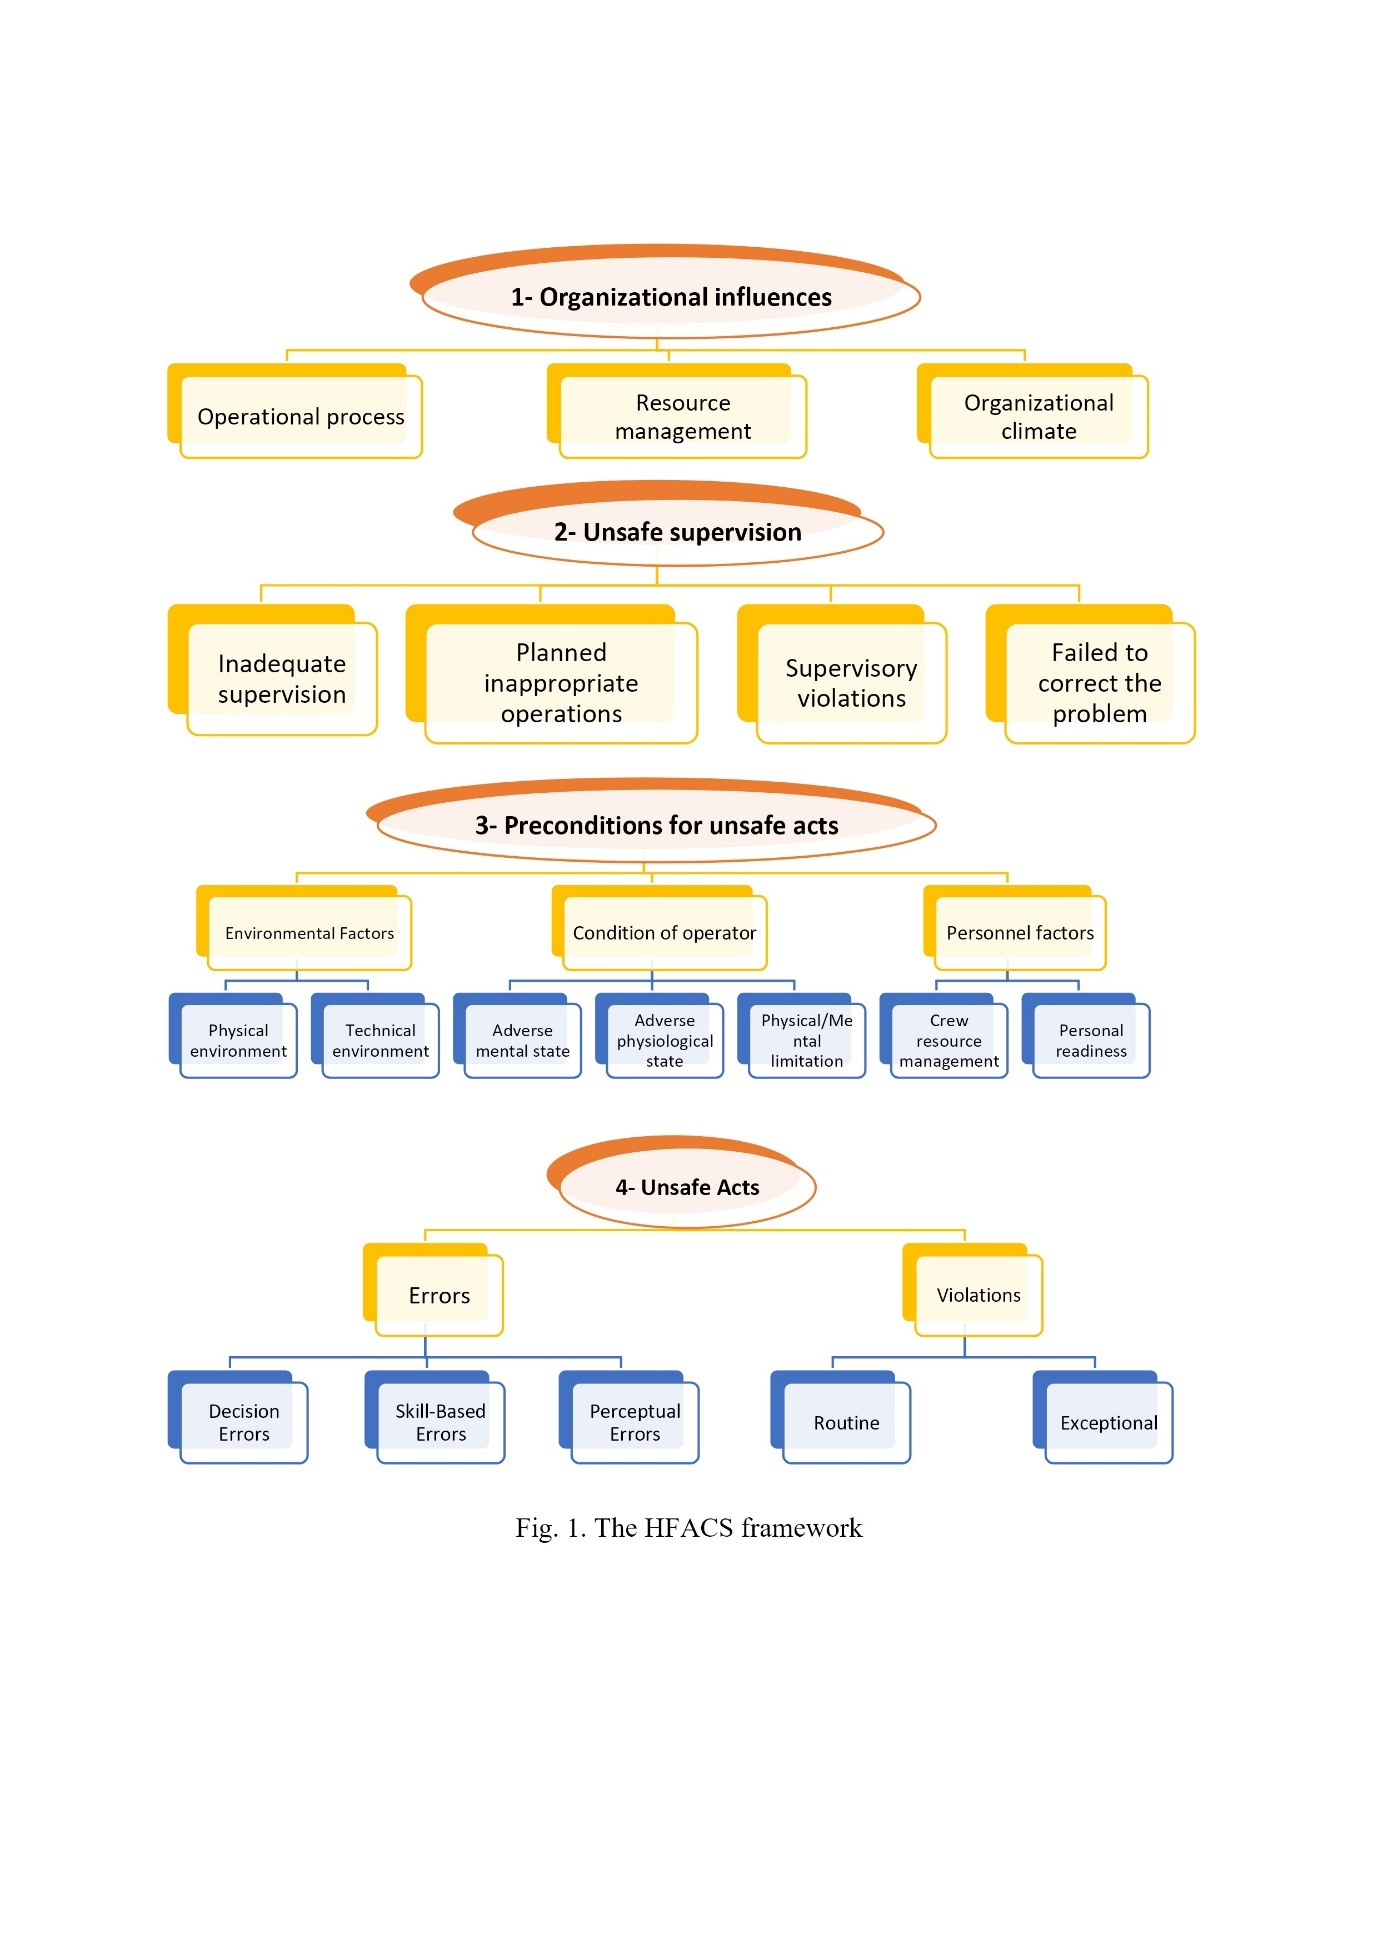 1- Organizational influences
Operational process
Resource
management
Organizational
climate
2- Unsafe supervision
Inadequate
supervision
Planned
inappropriate
operations
Supervisory
violations
Failed to
correct the
problem
3- Preconditions for unsafe acts
Environmental Factors
Condition of operator
Personnel factors
Physical
environment
Technical
environment
Adverse
mental state
Adverse
physiological
state
Physical/Me
ntal
limitation
Crew
resource
management
Personal
readiness
4- Unsafe Acts
Errors
Violations
Decision
Errors
Skill-Based
Errors
Perceptual
Errors
Routine
Exceptional
Fig. 1. The HFACS framework